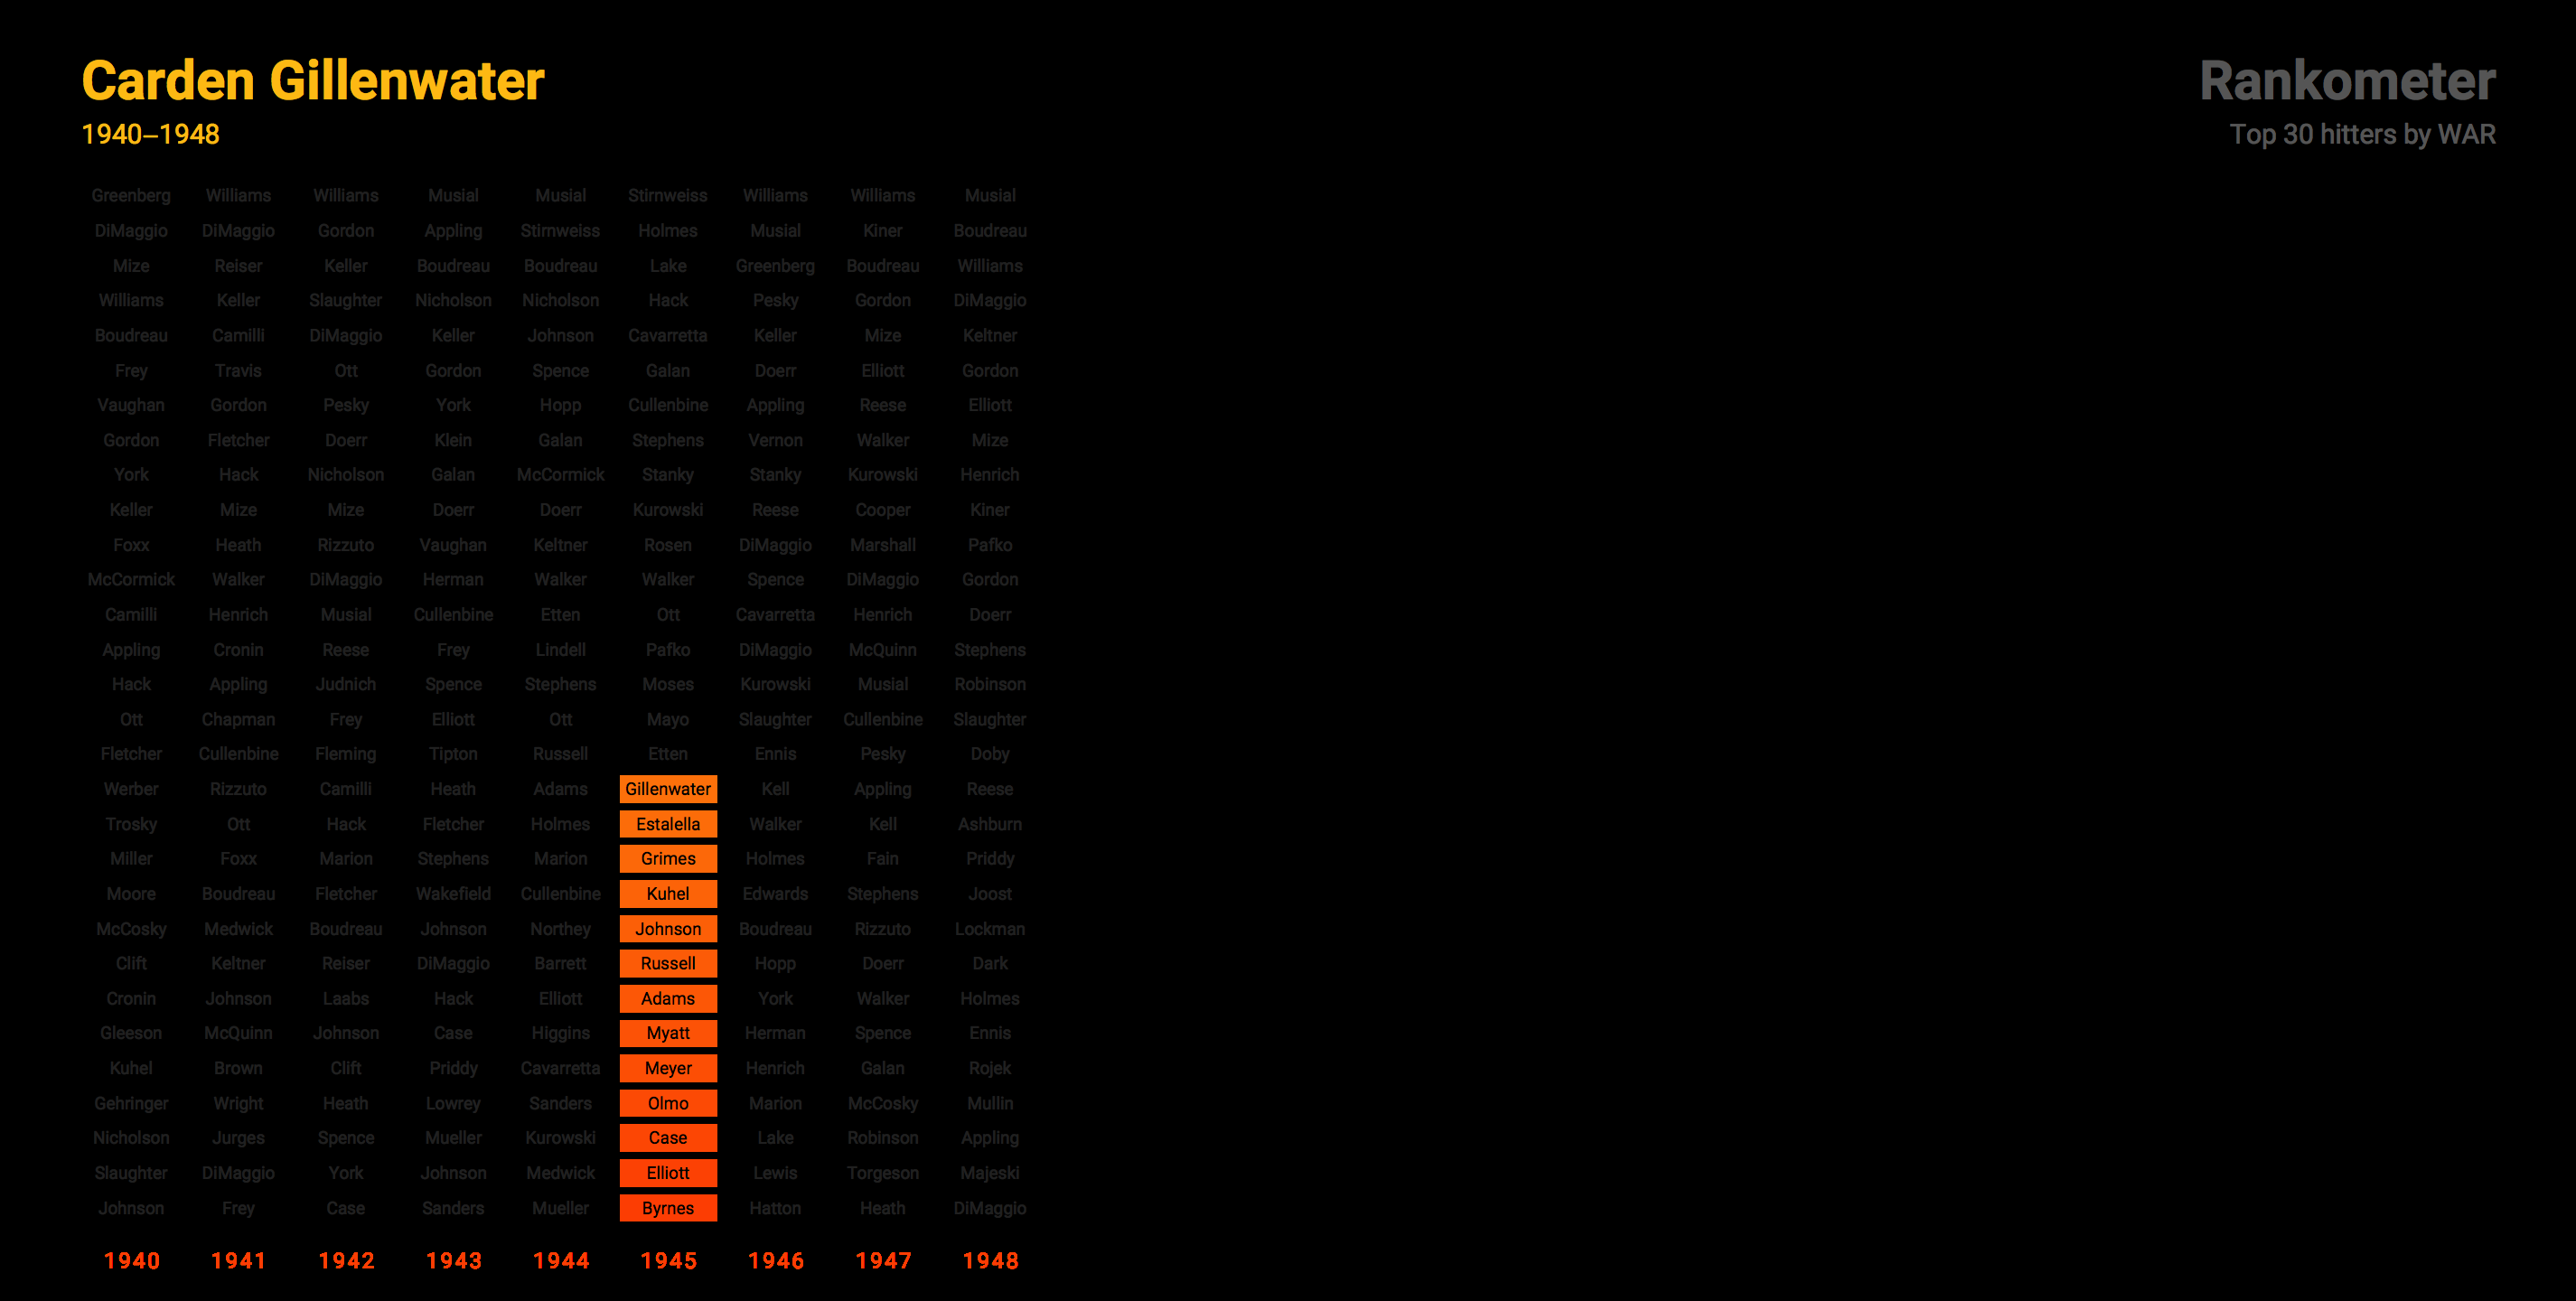 Carden Gillenwater
1940–1948
Rankometer
Top 30 hitters by WAR
Greenberg Williams Williams Musial Musial Stirnweiss Williams Williams Musial
DiMaggio DiMaggio Gordon Appling Stirnweiss Holmes Musial Kiner Boudreau
Mize Reiser Keller Boudreau Boudreau Lake Greenberg Boudreau Williams
Williams Keller Slaughter Nicholson Nicholson Hack Pesky Gordon DiMaggio
Boudreau Camilli DiMaggio Keller Johnson Cavarretta Keller Mize Keltner
Frey Travis Ott Gordon Spence Galan Doerr Elliott Gordon
Vaughan Gordon Pesky York Hopp Cullenbine Appling Reese Elliott
Gordon Fletcher Doerr Klein Galan Stephens Vernon Walker Mize
York Hack Nicholson Galan McCormick Stanky Stanky Kurowski Henrich
Keller Mize Mize Doerr Doerr Kurowski Reese Cooper Kiner
Foxx Heath Rizzuto Vaughan Keltner Rosen DiMaggio Marshall Pafko
McCormick Walker DiMaggio Herman Walker Walker Spence DiMaggio Gordon
Camilli Henrich Musial Cullenbine Etten Ott Cavarretta Henrich Doerr
Appling Cronin Reese Frey Lindell Pafko DiMaggio McQuinn Stephens
Hack Appling Judnich Spence Stephens Moses Kurowski Musial Robinson
Ott Chapman Frey Elliott Ott Mayo Slaughter Cullenbine Slaughter
Fletcher Cullenbine Fleming Tipton Russell Etten Ennis Pesky Doby
Werber Rizzuto Camilli Heath Adams Gillenwater Kell Appling Reese
Trosky Ott Hack Fletcher Holmes Estalella Walker Kell Ashburn
Miller Foxx Marion Stephens Marion Grimes Holmes Fain Priddy
Moore Boudreau Fletcher Wakefield Cullenbine Kuhel Edwards Stephens Joost
McCosky Medwick Boudreau Johnson Northey Johnson Boudreau Rizzuto Lockman
Clift Keltner Reiser DiMaggio Barrett Russell Hopp Doerr Dark
Cronin Johnson Laabs Hack Elliott Adams York Walker Holmes
Gleeson McQuinn Johnson Case Higgins Myatt Herman Spence Ennis
Kuhel Brown Clift Priddy Cavarretta Meyer Henrich Galan Rojek
Gehringer Wright Heath Lowrey Sanders Olmo Marion McCosky Mullin
Nicholson Jurges Spence Mueller Kurowski Case Lake Robinson Appling
Slaughter DiMaggio York Johnson Medwick Elliott Lewis Torgeson Majeski
Johnson Frey Case Sanders Mueller Byrnes Hatton Heath DiMaggio
1940 1941 1942 1943 1944 1945 1946 1947 1948